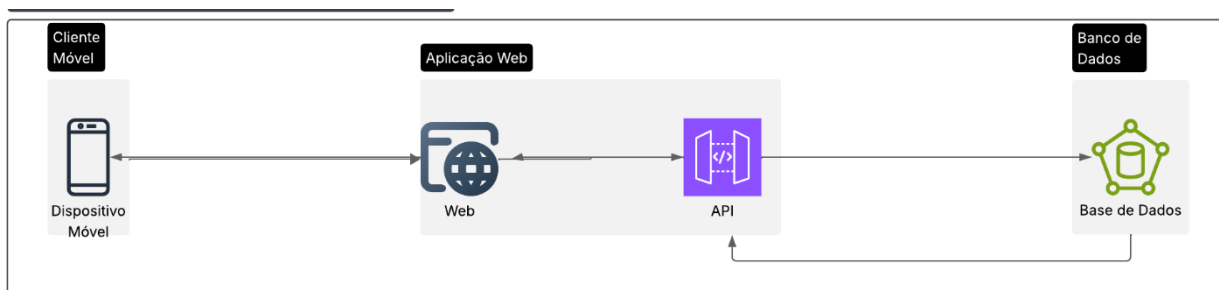 Cliente
Móvel
Aplicação Web
Banco de
Dados
Dispositivo
Móvel
Web
</>
API
Base de Dados